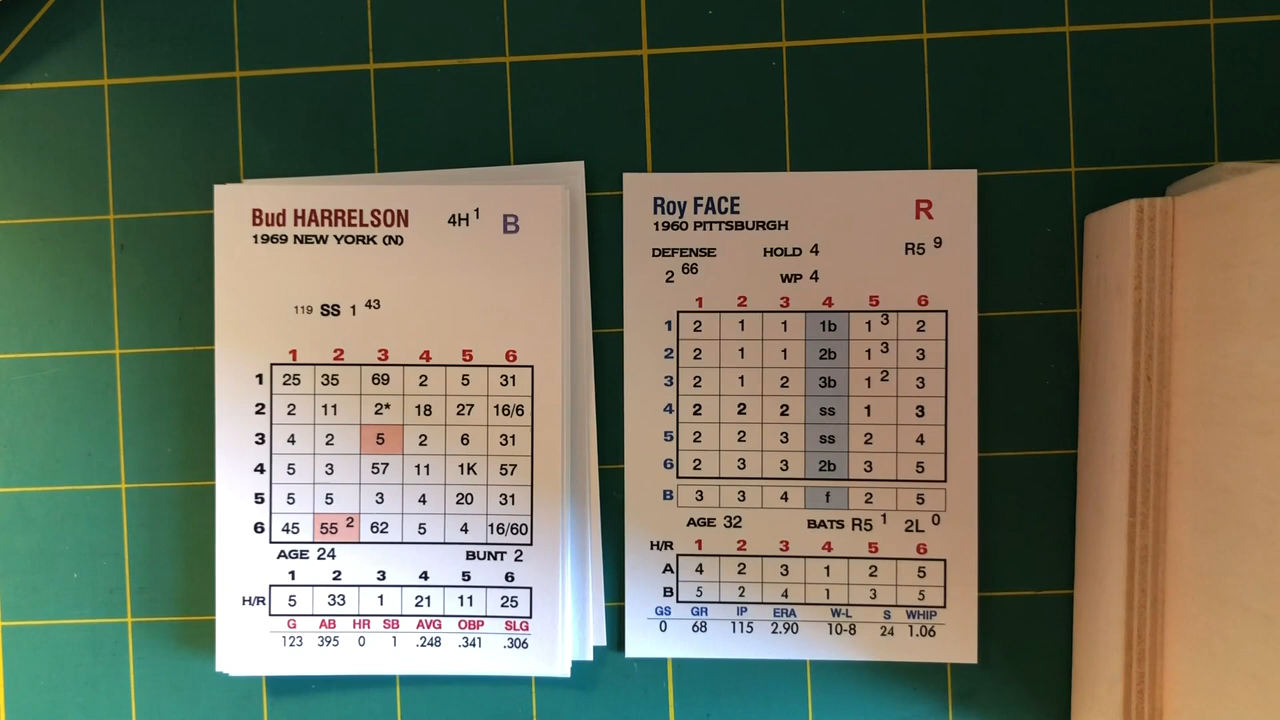 Bud HARRELSON 4H 1 B
1969 NEW YORK (N)
119 SS 1 43
1 2 3 4 5 6
1 25 35 69 2 5 31
2 2 11 2* 18 27 16/6
3 4 2 5 2 6 31
4 5 3 57 11 1K 57
5 5 5 3 4 20 31
6 45 55 2 62 5 4 16/60
AGE 24 BUNT 2
1 2 3 4 5 6
H/R 5 33 1 21 11 25
G AB HR SB AVG OBP SLG
123 395 0 1 .248 .341 .306
Roy FACE R
1960 PITTSBURGH
DEFENSE HOLD 4 R5 9
2 66 WP 4
1 2 3 4 5 6
1 2 1 1 1b 1 3 2
2 2 1 1 2b 1 3 3
3 2 1 2 3b 1 2 3
4 2 2 2 ss 1 3
5 2 2 3 ss 2 4
6 2 3 3 2b 3 5
B 3 3 4 f 2 5
AGE 32 BATS R5 1 2L 0
H/R 1 2 3 4 5 6
A 4 2 3 1 2 5
B 5 2 4 1 3 5
GS GR IP ERA W-L S WHIP
0 68 115 2.90 10-8 24 1.06